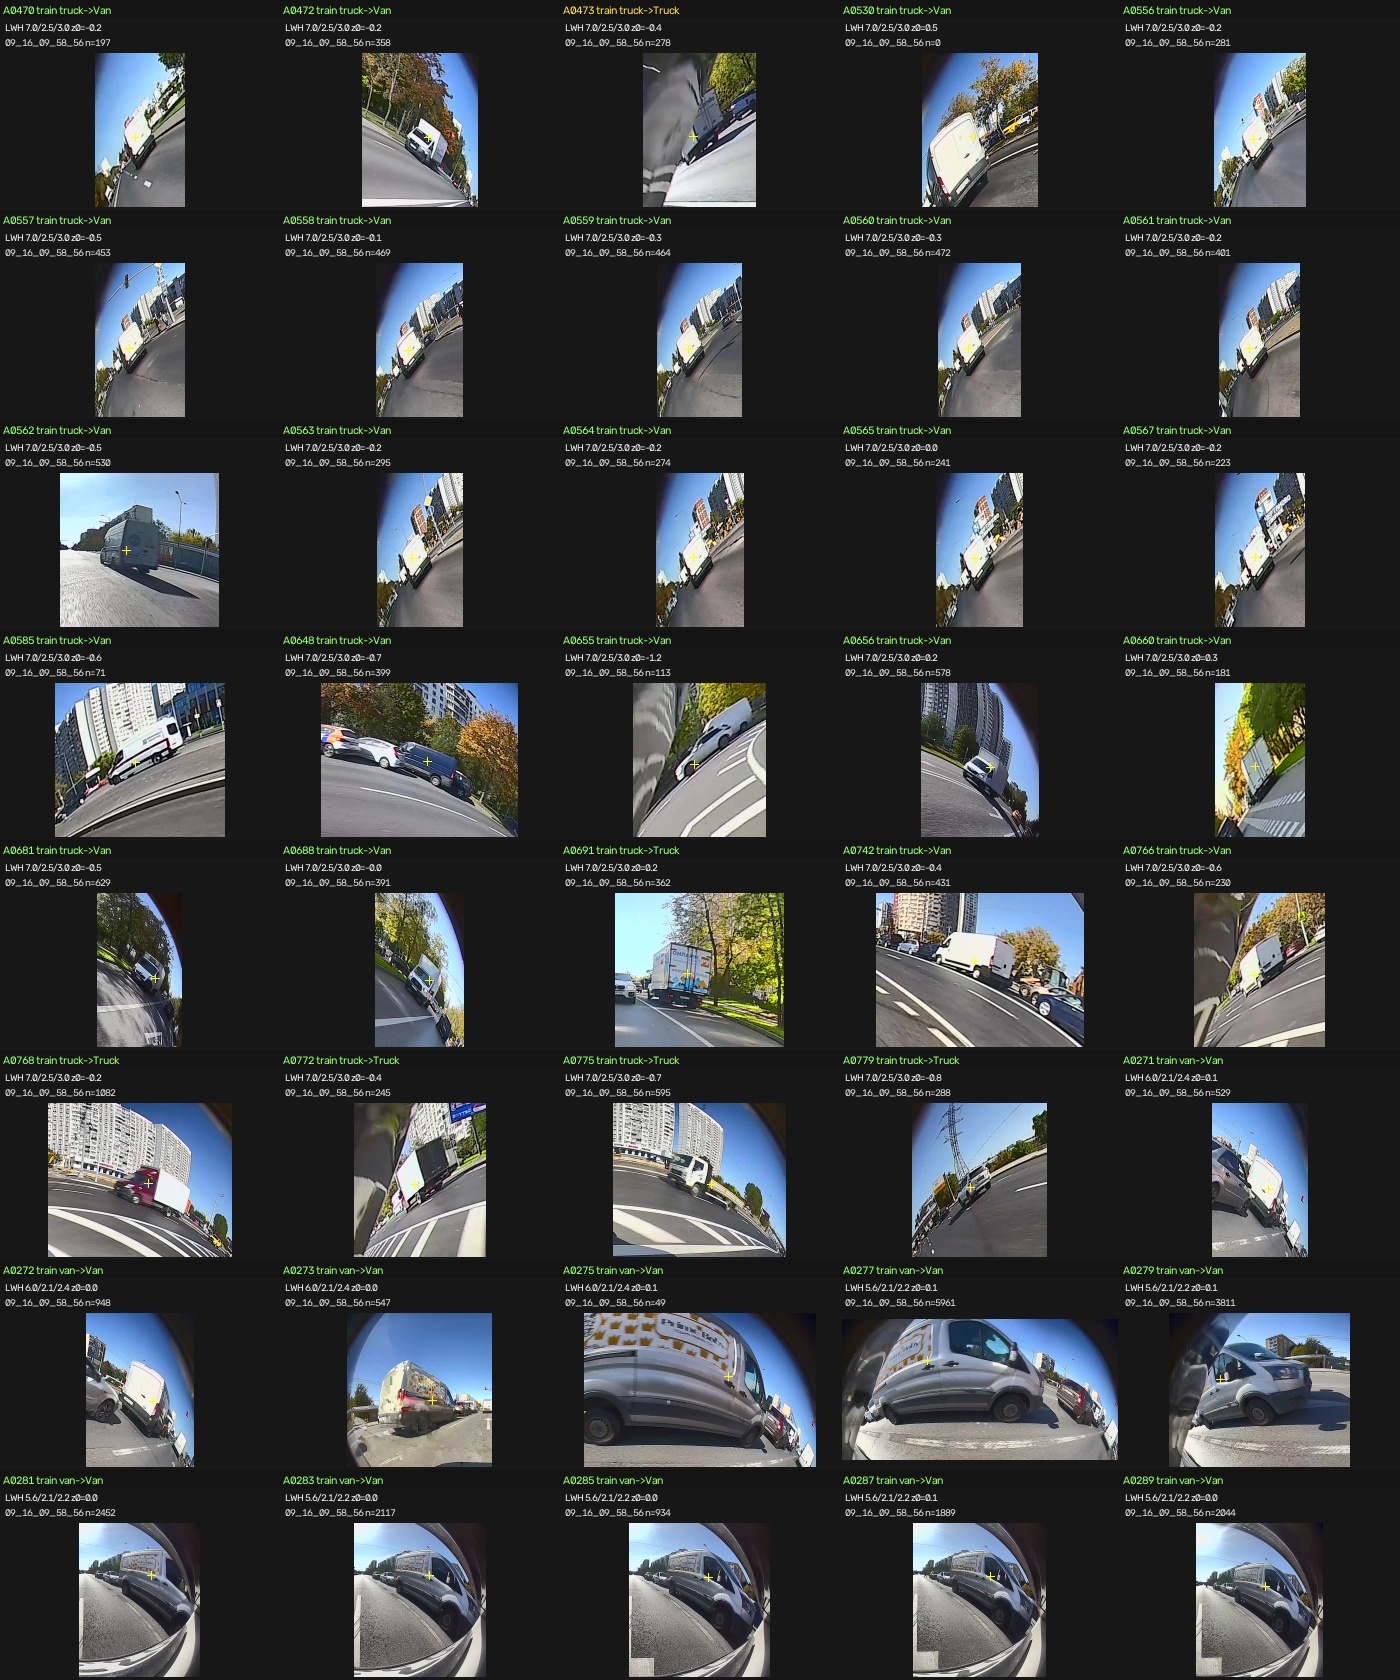 A0470 train truck->Van
LWH 7.0/2.5/3.0 z0=-0.2
09_16_09_58_56 n=197
A0472 train truck->Van
LWH 7.0/2.5/3.0 z0=-0.2
09_16_09_58_56 n=358
A0473 train truck->Truck
LWH 7.0/2.5/3.0 z0=-0.4
09_16_09_58_56 n=278
A0530 train truck->Van
LWH 7.0/2.5/3.0 z0=0.5
09_16_09_58_56 n=0
A0556 train truck->Van
LWH 7.0/2.5/3.0 z0=-0.2
09_16_09_58_56 n=281
A0557 train truck->Van
LWH 7.0/2.5/3.0 z0=-0.5
09_16_09_58_56 n=453
A0558 train truck->Van
LWH 7.0/2.5/3.0 z0=-0.1
09_16_09_58_56 n=469
A0559 train truck->Van
LWH 7.0/2.5/3.0 z0=-0.3
09_16_09_58_56 n=464
A0560 train truck->Van
LWH 7.0/2.5/3.0 z0=-0.3
09_16_09_58_56 n=472
A0561 train truck->Van
LWH 7.0/2.5/3.0 z0=-0.2
09_16_09_58_56 n=401
A0562 train truck->Van
LWH 7.0/2.5/3.0 z0=-0.5
09_16_09_58_56 n=530
A0563 train truck->Van
LWH 7.0/2.5/3.0 z0=-0.2
09_16_09_58_56 n=295
A0564 train truck->Van
LWH 7.0/2.5/3.0 z0=-0.2
09_16_09_58_56 n=274
A0565 train truck->Van
LWH 7.0/2.5/3.0 z0=0.0
09_16_09_58_56 n=241
A0567 train truck->Van
LWH 7.0/2.5/3.0 z0=-0.2
09_16_09_58_56 n=223
A0585 train truck->Van
LWH 7.0/2.5/3.0 z0=-0.6
09_16_09_58_56 n=71
A0648 train truck->Van
LWH 7.0/2.5/3.0 z0=-0.7
09_16_09_58_56 n=399
A0655 train truck->Van
LWH 7.0/2.5/3.0 z0=-1.2
09_16_09_58_56 n=113
A0656 train truck->Van
LWH 7.0/2.5/3.0 z0=0.2
09_16_09_58_56 n=578
A0660 train truck->Van
LWH 7.0/2.5/3.0 z0=0.3
09_16_09_58_56 n=181
A0681 train truck->Van
LWH 7.0/2.5/3.0 z0=-0.5
09_16_09_58_56 n=629
A0688 train truck->Van
LWH 7.0/2.5/3.0 z0=-0.0
09_16_09_58_56 n=391
A0691 train truck->Truck
LWH 7.0/2.5/3.0 z0=0.2
09_16_09_58_56 n=362
A0742 train truck->Van
LWH 7.0/2.5/3.0 z0=-0.4
09_16_09_58_56 n=431
A0766 train truck->Van
LWH 7.0/2.5/3.0 z0=-0.6
09_16_09_58_56 n=230
A0768 train truck->Truck
LWH 7.0/2.5/3.0 z0=-0.2
09_16_09_58_56 n=1082
A0772 train truck->Truck
LWH 7.0/2.5/3.0 z0=-0.4
09_16_09_58_56 n=245
A0775 train truck->Truck
LWH 7.0/2.5/3.0 z0=-0.7
09_16_09_58_56 n=595
A0779 train truck->Truck
LWH 7.0/2.5/3.0 z0=-0.8
09_16_09_58_56 n=288
A0271 train van->Van
LWH 6.0/2.1/2.4 z0=0.1
09_16_09_58_56 n=529
A0272 train van->Van
LWH 6.0/2.1/2.4 z0=0.0
09_16_09_58_56 n=948
A0273 train van->Van
LWH 6.0/2.1/2.4 z0=0.0
09_16_09_58_56 n=547
A0275 train van->Van
LWH 6.0/2.1/2.4 z0=0.1
09_16_09_58_56 n=49
A0277 train van->Van
LWH 5.6/2.1/2.2 z0=0.1
09_16_09_58_56 n=5961
A0279 train van->Van
LWH 5.6/2.1/2.2 z0=0.1
09_16_09_58_56 n=3811
A0281 train van->Van
LWH 5.6/2.1/2.2 z0=0.0
09_16_09_58_56 n=2452
A0283 train van->Van
LWH 5.6/2.1/2.2 z0=0.0
09_16_09_58_56 n=2117
A0285 train van->Van
LWH 5.6/2.1/2.2 z0=0.0
09_16_09_58_56 n=934
A0287 train van->Van
LWH 5.6/2.1/2.2 z0=0.1
09_16_09_58_56 n=1889
A0289 train van->Van
LWH 5.6/2.1/2.2 z0=0.0
09_16_09_58_56 n=2044